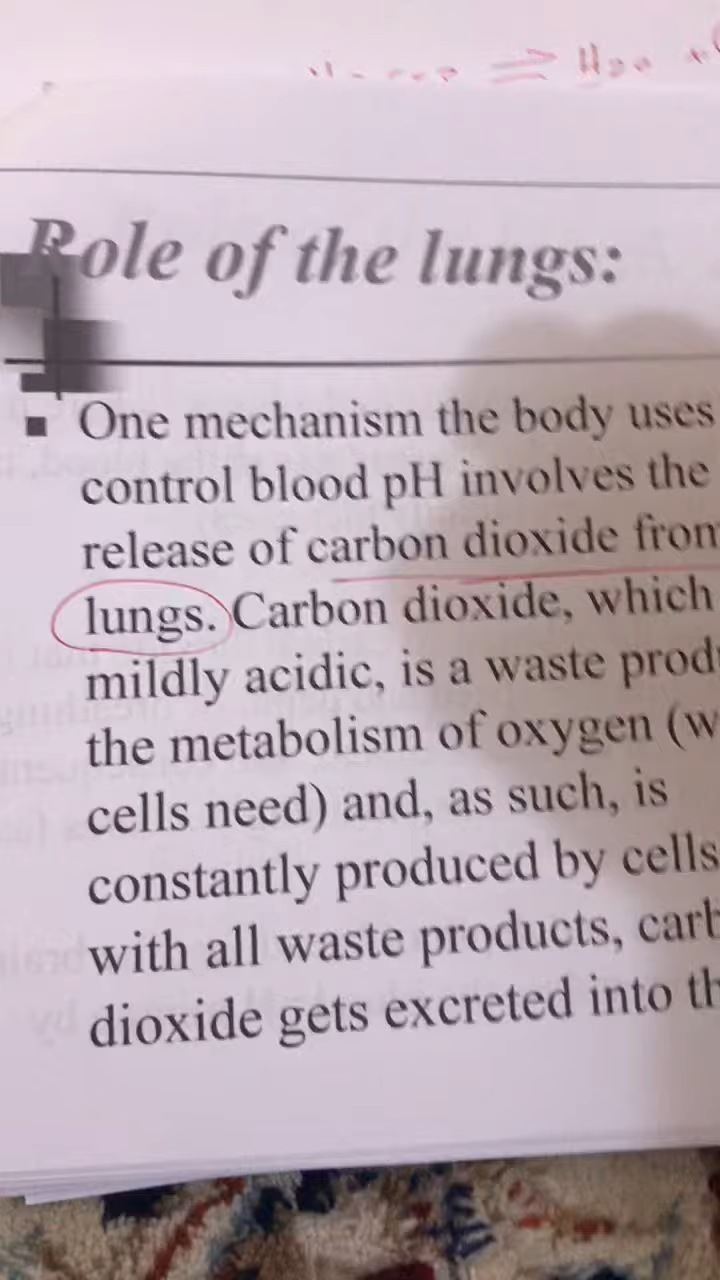 ⇌ H2O +
Role of the lungs:
▪ One mechanism the body uses
control blood pH involves the
release of carbon dioxide from
lungs. Carbon dioxide, which
mildly acidic, is a waste
the metabolism of oxygen (w
cells need) and, as such, is
constantly produced by cells
with all waste products, carb
dioxide gets excreted into th